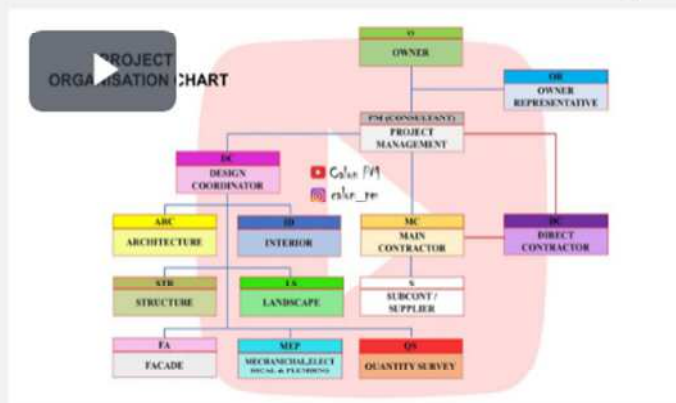 PROJECT
ORGANISATION CHART
O
OWNER
OR
OWNER
REPRESENTATIVE
PM (CONSULTANT)
PROJECT
MANAGEMENT
DC
DESIGN
COORDINATOR
Calon PM
calon_pm
ARC
ARCHITECTURE
ID
INTERIOR
MC
MAIN
CONTRACTOR
DC
DIRECT
CONTRACTOR
STR
STRUCTURE
LS
LANDSCAPE
S
SUBCONT /
SUPPLIER
FA
FACADE
MEP
MECHANICHAL,ELECT
RICAL & PLUMBING
QS
QUANTITY SURVEY